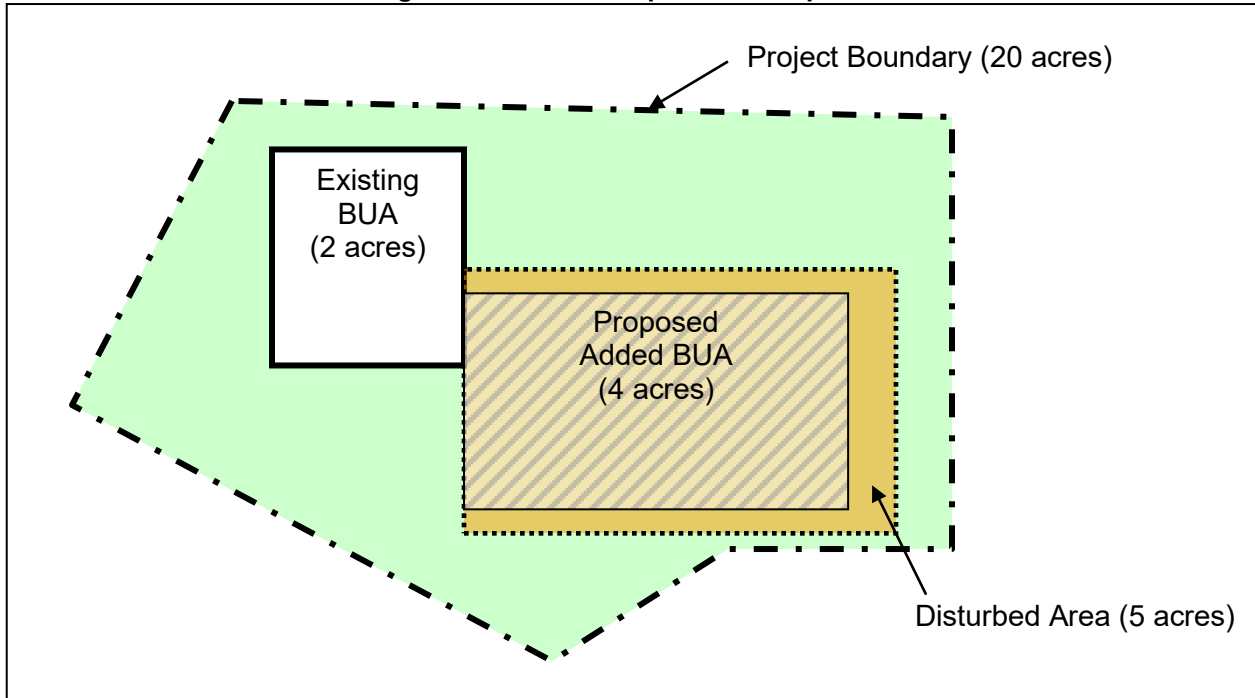 Project Boundary (20 acres)
Existing
BUA
(2 acres)
Proposed
Added BUA
(4 acres)
Disturbed Area (5 acres)